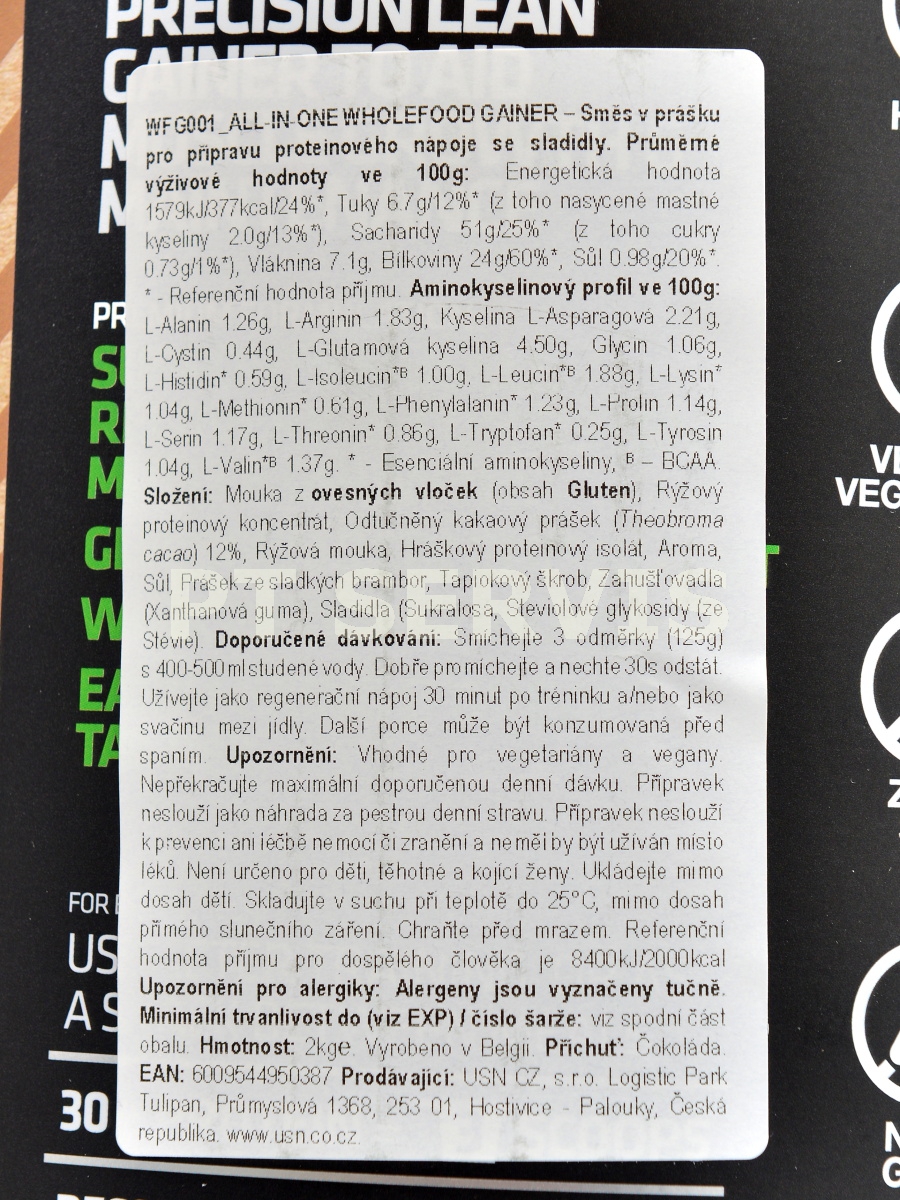 PRECISION LEAN
GAINER TO AID
WFG001_ALL-IN-ONE WHOLEFOOD GAINER – Směs v prášku
pro přípravu proteinového nápoje se sladidly. Průměrné
výživové hodnoty ve 100g: Energetická hodnota
1579kJ/377kcal/24%*, Tuky 6.7g/12%* (z toho nasycené mastné
kyseliny 2.0g/13%*), Sacharidy 51g/25%* (z toho cukry
0.73g/1%*), Vláknina 7.1g, Bílkoviny 24g/60%*, Sůl 0.98g/20%*.
* - Referenční hodnota příjmu. Aminokyselinový profil ve 100g:
L-Alanin 1.26g, L-Arginin 1.83g, Kyselina L-Asparagová 2.21g,
L-Cystin 0.44g, L-Glutamová kyselina 4.50g, Glycin 1.06g,
L-Histidin* 0.59g, L-Isoleucin*ᴮ 1.00g, L-Leucin*ᴮ 1.88g, L-Lysin*
1.04g, L-Methionin* 0.61g, L-Phenylalanin* 1.23g, L-Prolin 1.14g,
L-Serin 1.17g, L-Threonin* 0.86g, L-Tryptofan* 0.25g, L-Tyrosin
1.04g, L-Valin*ᴮ 1.37g. * - Esenciální aminokyseliny, ᴮ – BCAA.
Složení: Mouka z ovesných vloček (obsah Gluten), Rýžový
proteinový koncentrát, Odtučněný kakaový prášek (Theobroma
cacao) 12%, Rýžová mouka, Hráškový proteinový isolát, Aroma,
Sůl, Prášek ze sladkých brambor, Tapiokový škrob, Zahušťovadla
(Xanthanová guma), Sladidla (Sukralosa, Steviolové glykosidy (ze
Stévie). Doporučené dávkování: Smíchejte 3 odměrky (125g)
s 400-500 ml studené vody. Dobře promíchejte a nechte 30s odstát.
Užívejte jako regenerační nápoj 30 minut po tréninku a/nebo jako
svačinu mezi jídly. Další porce může být konzumovaná před
spaním. Upozornění: Vhodné pro vegetariány a vegany.
Nepřekračujte maximální doporučenou denní dávku. Přípravek
neslouží jako náhrada za pestrou denní stravu. Přípravek neslouží
k prevenci ani léčbě nemocí či zranění a neměl by být užíván místo
léků. Není určeno pro děti, těhotné a kojící ženy. Ukládejte mimo
dosah dětí. Skladujte v suchu při teplotě do 25°C, mimo dosah
přímého slunečního záření. Chraňte před mrazem. Referenční
hodnota příjmu pro dospělého člověka je 8400kJ/2000kcal
Upozornění pro alergiky: Alergeny jsou vyznačeny tučně.
Minimální trvanlivost do (viz EXP) / číslo šarže: viz spodní část
obalu. Hmotnost: 2kg℮. Vyrobeno v Belgii. Příchuť: Čokoláda.
EAN: 6009544950387 Prodávající: USN CZ, s.r.o. Logistic Park
Tulipan, Průmyslová 1368, 253 01, Hostivice - Palouky, Česká
republika. www.usn.co.cz.
FOR
US
A S
30
VEG